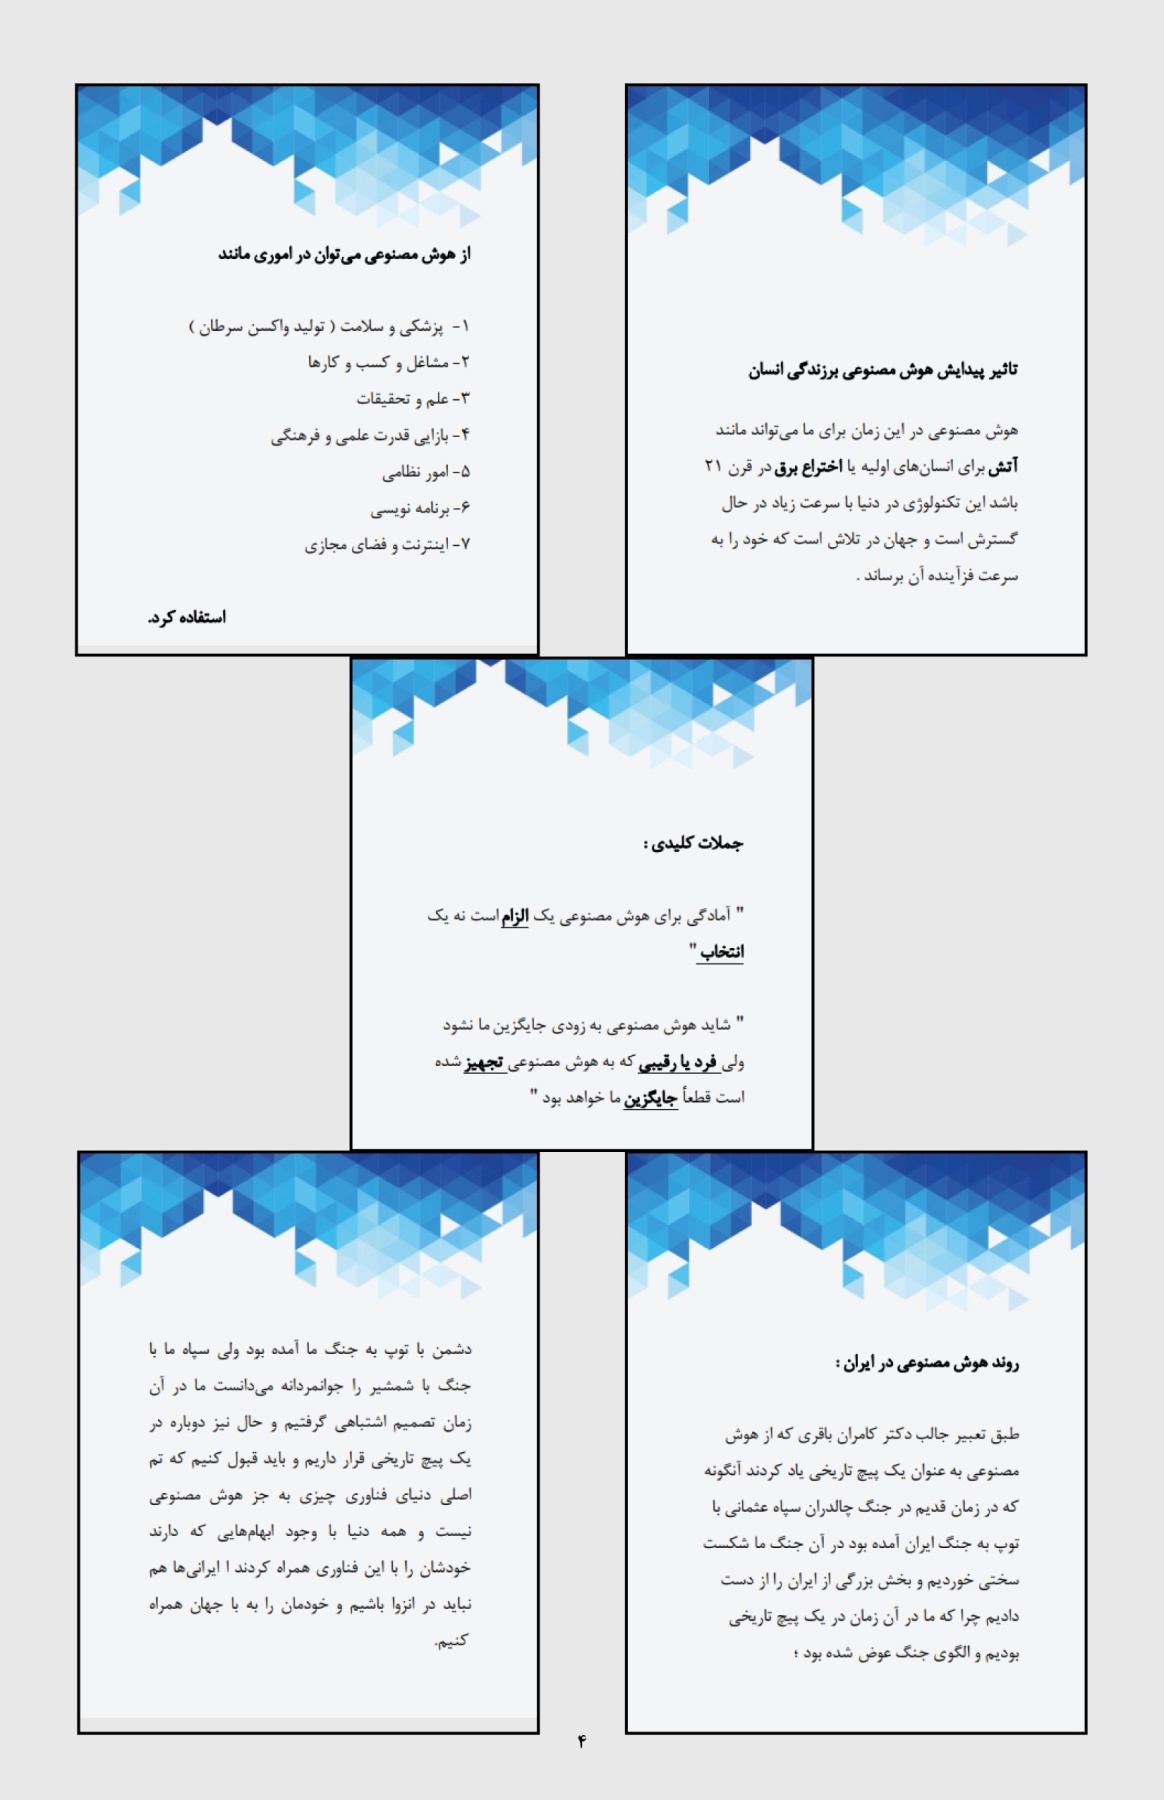 تاثیر پیدایش هوش مصنوعی برزندگی انسان
هوش مصنوعی در این زمان برای ما می‌تواند مانند
آتش برای انسان‌های اولیه یا اختراع برق در قرن ۲۱
باشد این تکنولوژی در دنیا با سرعت زیاد در حال
گسترش است و جهان در تلاش است که خود را به
سرعت فزآینده آن برساند .
از هوش مصنوعی می‌توان در اموری مانند
۱- پزشکی و سلامت ( تولید واکسن سرطان )
۲- مشاغل و کسب و کارها
۳- علم و تحقیقات
۴- بازایی قدرت علمی و فرهنگی
۵- امور نظامی
۶- برنامه نویسی
۷- اینترنت و فضای مجازی
استفاده کرد.
جملات کلیدی :
" آمادگی برای هوش مصنوعی یک الزام است نه یک
انتخاب "
" شاید هوش مصنوعی به زودی جایگزین ما نشود
ولی فرد یا رقیبی که به هوش مصنوعی تجهیز شده
است قطعاً جایگزین ما خواهد بود "
روند هوش مصنوعی در ایران :
طبق تعبیر جالب دکتر کامران باقری که از هوش
مصنوعی به عنوان یک پیچ تاریخی یاد کردند آنگونه
که در زمان قدیم در جنگ چالدران سپاه عثمانی با
توپ به جنگ ایران آمده بود در آن جنگ ما شکست
سختی خوردیم و بخش بزرگی از ایران را از دست
دادیم چرا که ما در آن زمان در یک پیچ تاریخی
بودیم و الگوی جنگ عوض شده بود ؛
دشمن با توپ به جنگ ما آمده بود ولی سپاه ما با
جنگ با شمشیر را جوانمردانه می‌دانست ما در آن
زمان تصمیم اشتباهی گرفتیم و حال نیز دوباره در
یک پیچ تاریخی قرار داریم و باید قبول کنیم که تم
اصلی دنیای فناوری چیزی به جز هوش مصنوعی
نیست و همه دنیا با وجود ابهام‌هایی که دارند
خودشان را با این فناوری همراه کردند ا ایرانی‌ها هم
نباید در انزوا باشیم و خودمان را به با جهان همراه
کنیم.
۴